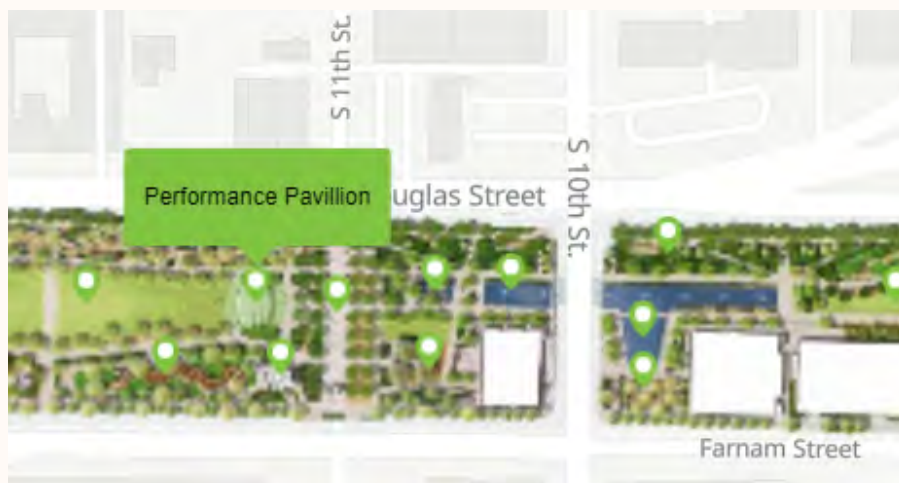 S 11th St.
S 10th St.
Performance Pavillion
uglas Street
Farnam Street